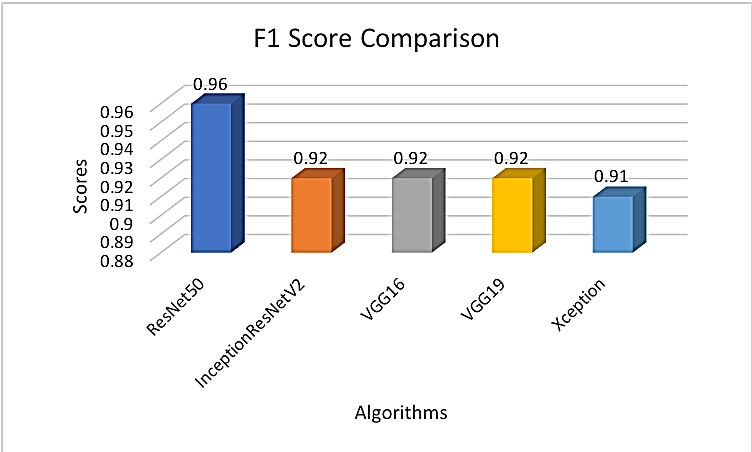 F1 Score Comparison
0.96
0.92
0.92
0.92
0.91
Scores
0.96
0.95
0.94
0.93
0.92
0.91
0.9
0.89
0.88
ResNet50
InceptionResNetV2
VGG16
VGG19
Xception
Algorithms